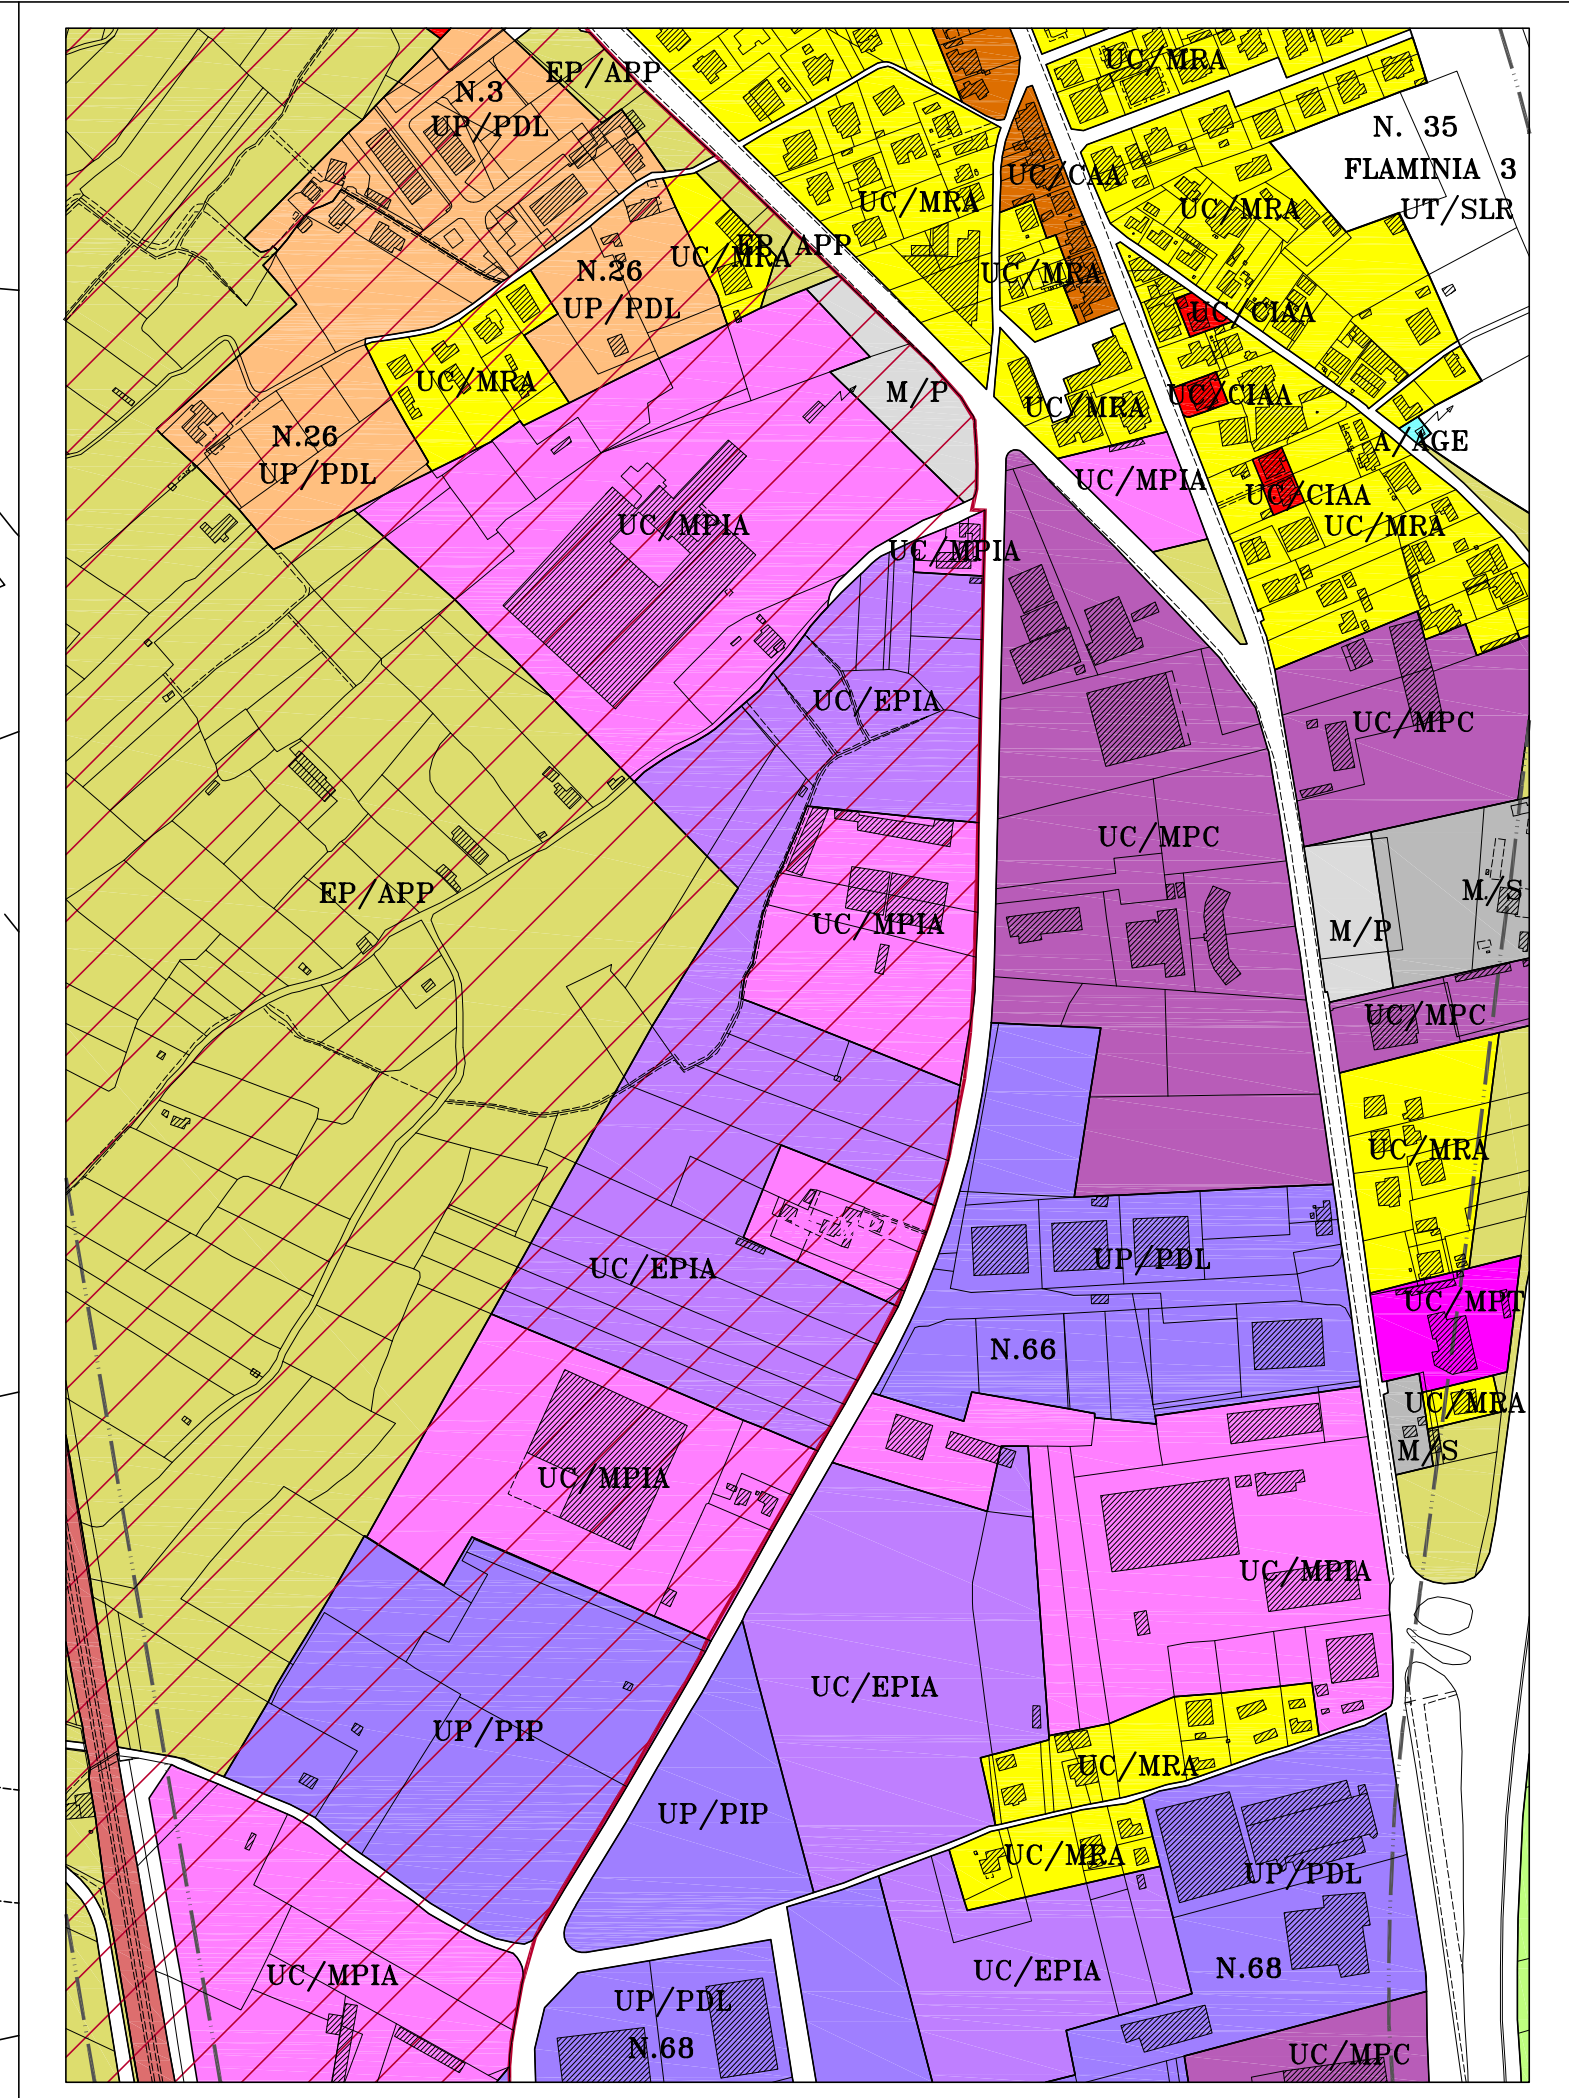 EP/APP
UC/MRA
N.3
UP/PDL
N. 35
FLAMINIA 3
UT/SLR
UC/CAA
UC/MRA
UC/MRA
UC/MRA
EP/APP
N.26
UP/PDL
UC/MRA
UC/CIAA
UC/MRA
M/P
UC/CIAA
UC/MRA
N.26
UP/PDL
A/AGE
UC/MPIA
UC/CIAA
UC/MPIA
UC/MRA
UC/MPIA
UC/EPIA
UC/MPC
UC/MPC
EP/APP
M/S
UC/MPIA
M/P
UC/MPC
UC/MRA
UC/EPIA
UP/PDL
UC/MPT
N.66
UC/MRA
M/S
UC/MPIA
UC/MPIA
UC/EPIA
UP/PIP
UC/MRA
UP/PIP
UC/MRA
UP/PDL
UC/MPIA
UC/EPIA
N.68
UP/PDL
N.68
UC/MPC